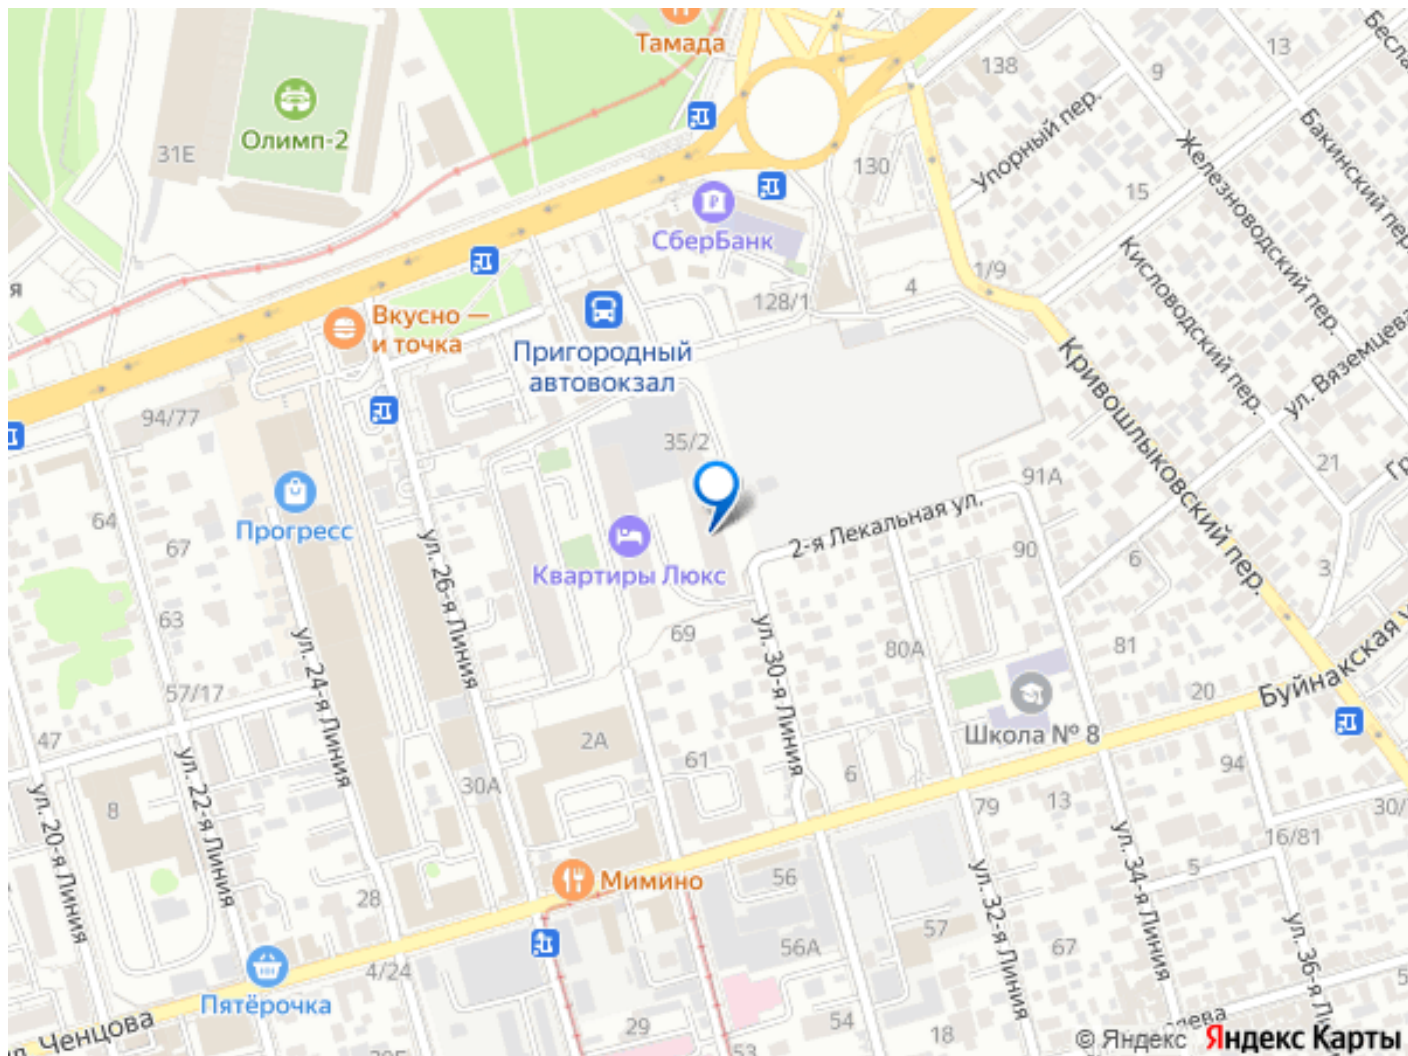 Тамада
Олимп-2
31Е
138
13
9
Упорный пер.
Железноводский пер.
Бакинский пер.
130
15
СберБанк
Кисловодский пер.
1/9
4
128/1
Вкусно —
и точка
Пригородный
автовокзал
Кривошлыковский пер.
ул. Вяземцева
94/77
35/2
21
91А
Прогресс
64
67
2-я Лекальная ул.
90
6
3
Квартиры Люкс
ул. 26-я Линия
63
69
80А
81
ул. 24-я Линия
ул. 30-я Линия
57/17
20
Буйнакская
Школа № 8
47
2А
61
6
94
30А
79
13
8
ул. 22-я Линия
ул. 20-я Линия
16/81
30/
5
Мимино
56
28
ул. 32-я Линия
ул. 34-я Линия
ул. 36-я
57
56А
67
4/24
Пятёрочка
Ченцова
29
54
18
53
© Яндекс
Яндекс Карты